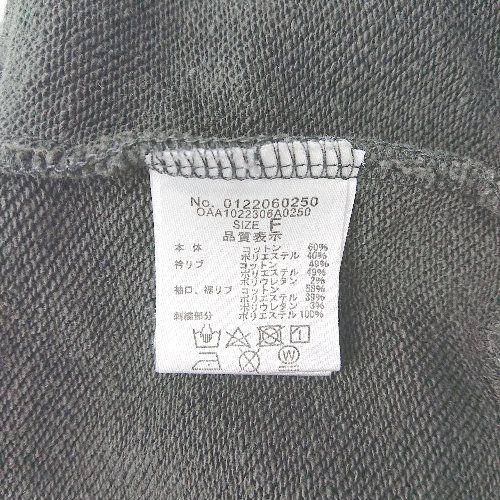 No. 0122060250
OAA1022306A0250
SIZE F
品質表示
本体 コットン 60%
ポリエステル 40%
衿リブ コットン 49%
ポリエステル 49%
ポリウレタン 2%
袖口、裾リブ コットン 58%
ポリエステル 39%
ポリウレタン 3%
刺繍部分 ポリエステル 100%
W